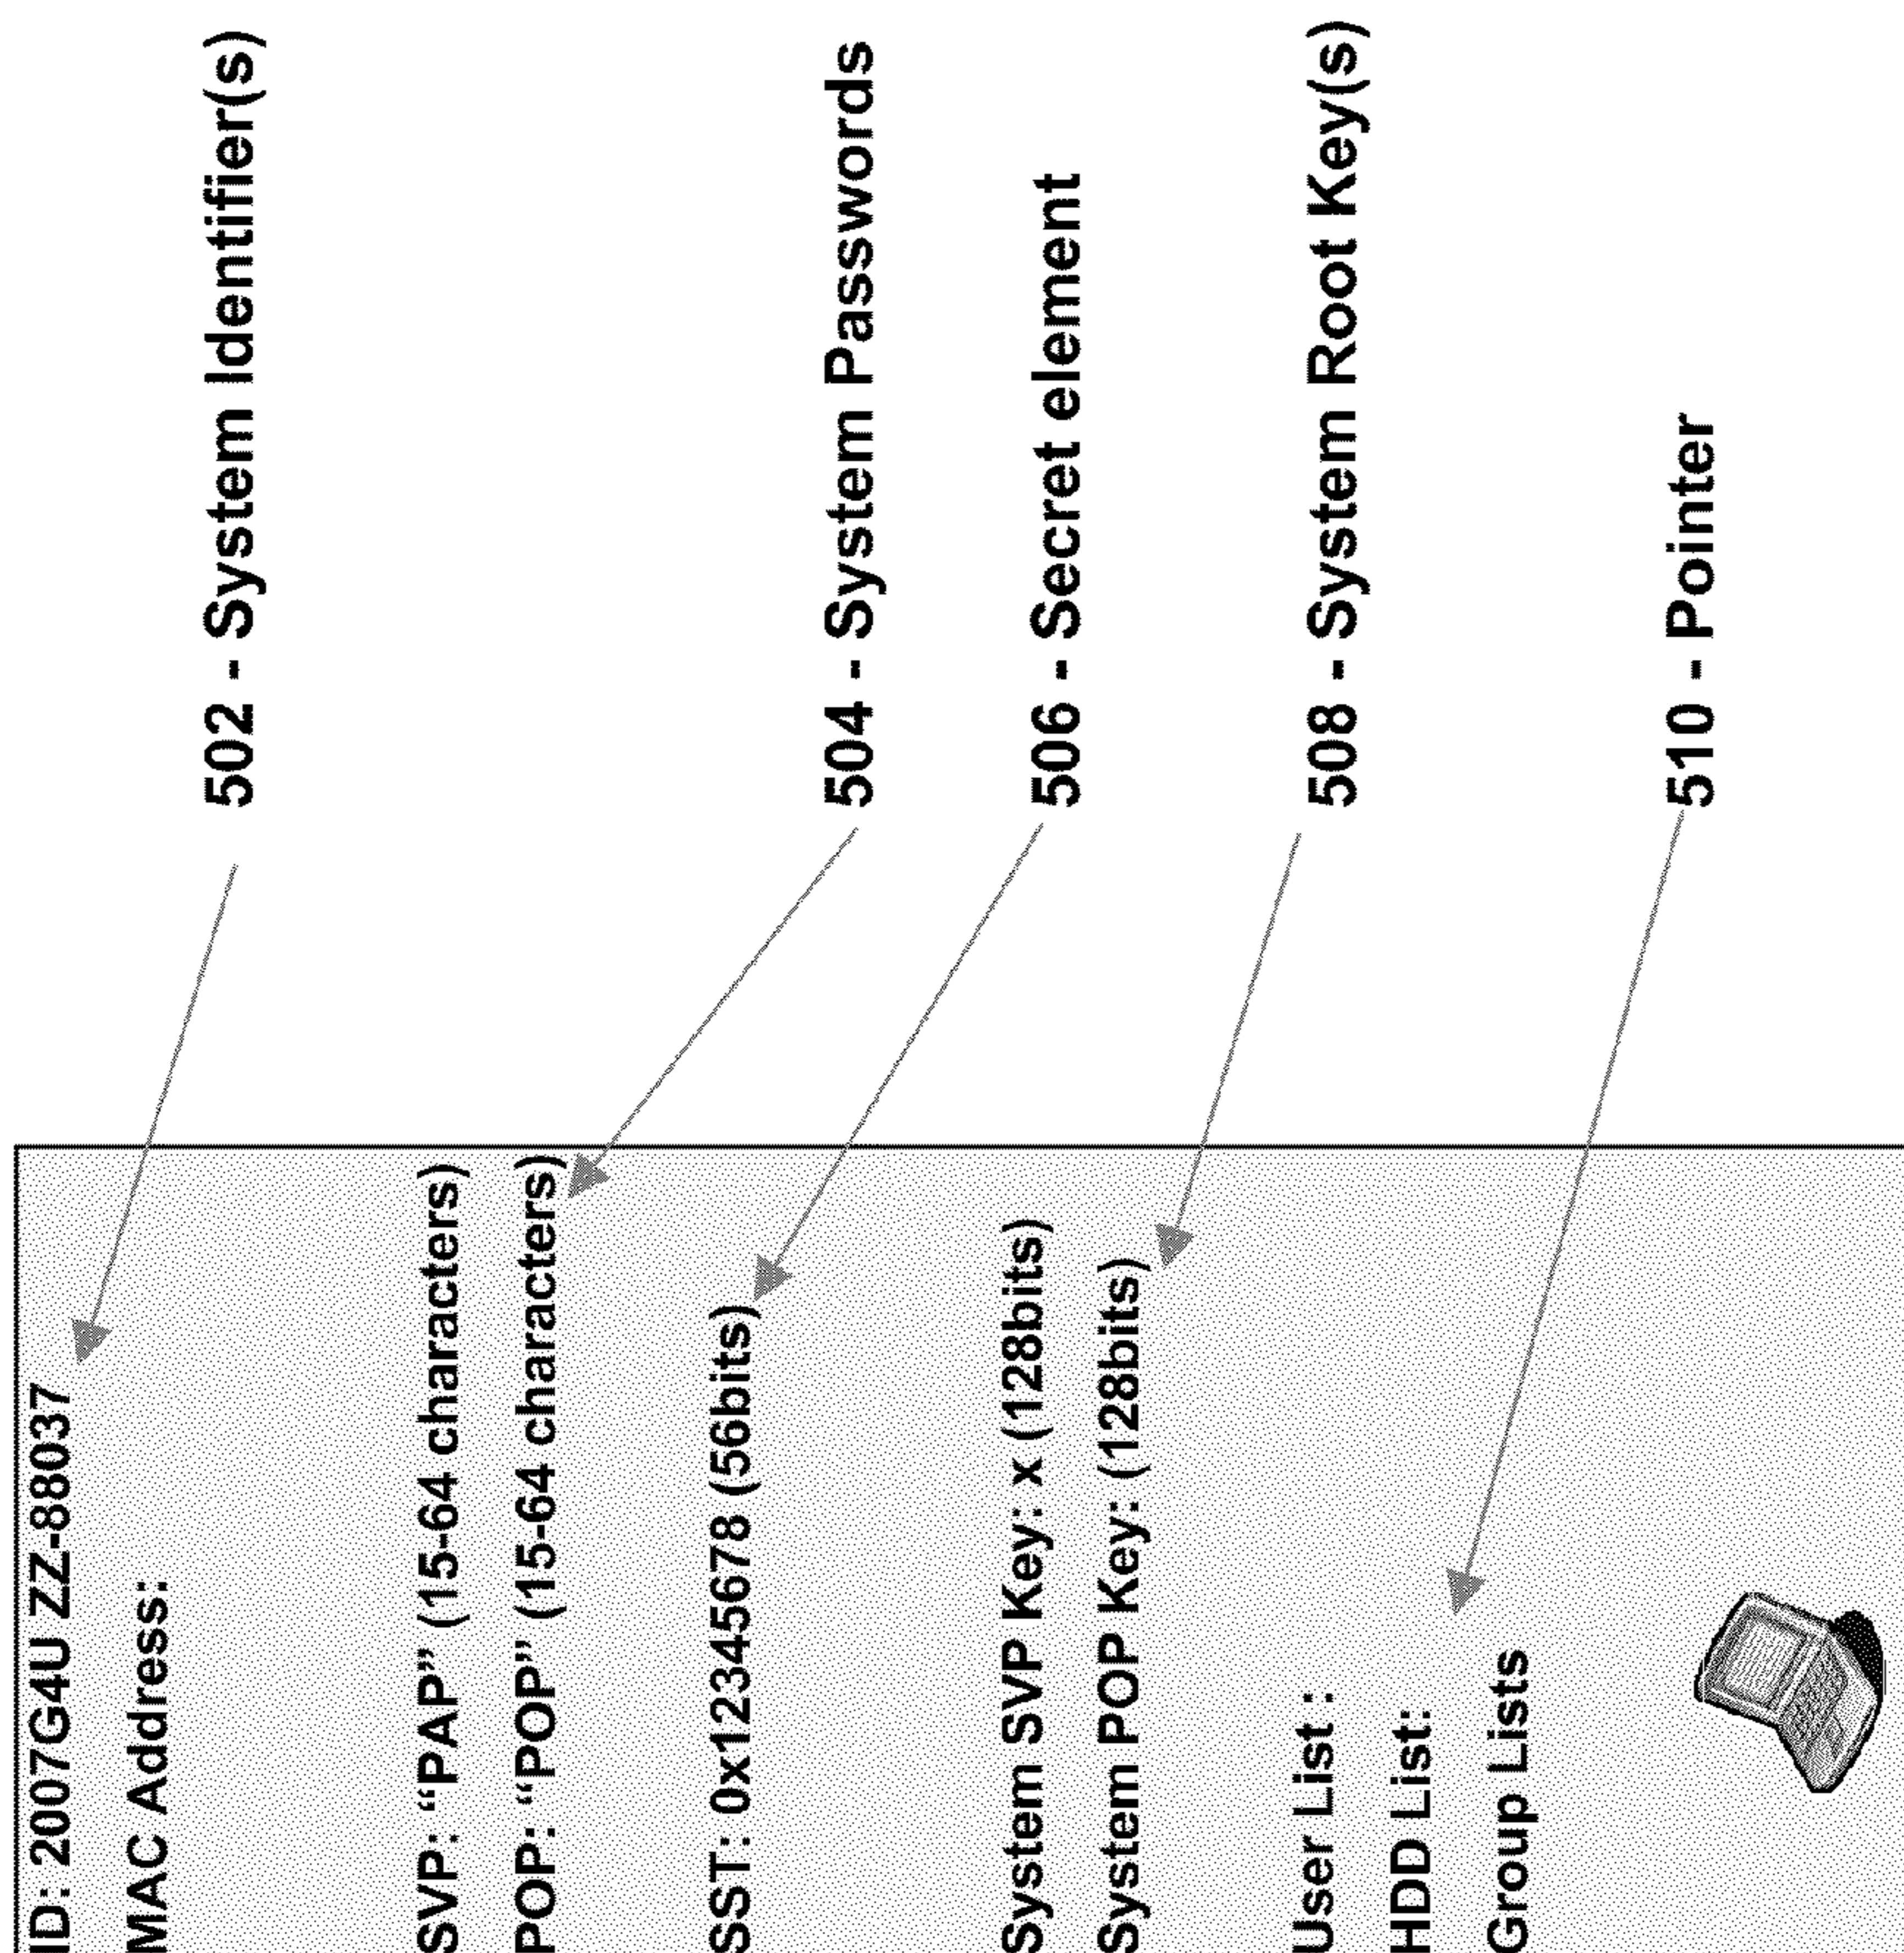 ID: 2007G4U ZZ-88037
MAC Address:
502 - System Identifier(s)
SVP: “PAP” (15-64 characters)
POP: “POP” (15-64 characters)
504 - System Passwords
SST: 0x12345678 (56bits)
506 - Secret element
System SVP Key: x (128bits)
System POP Key: (128bits)
508 - System Root Key(s)
User List :
HDD List:
Group Lists
510 - Pointer